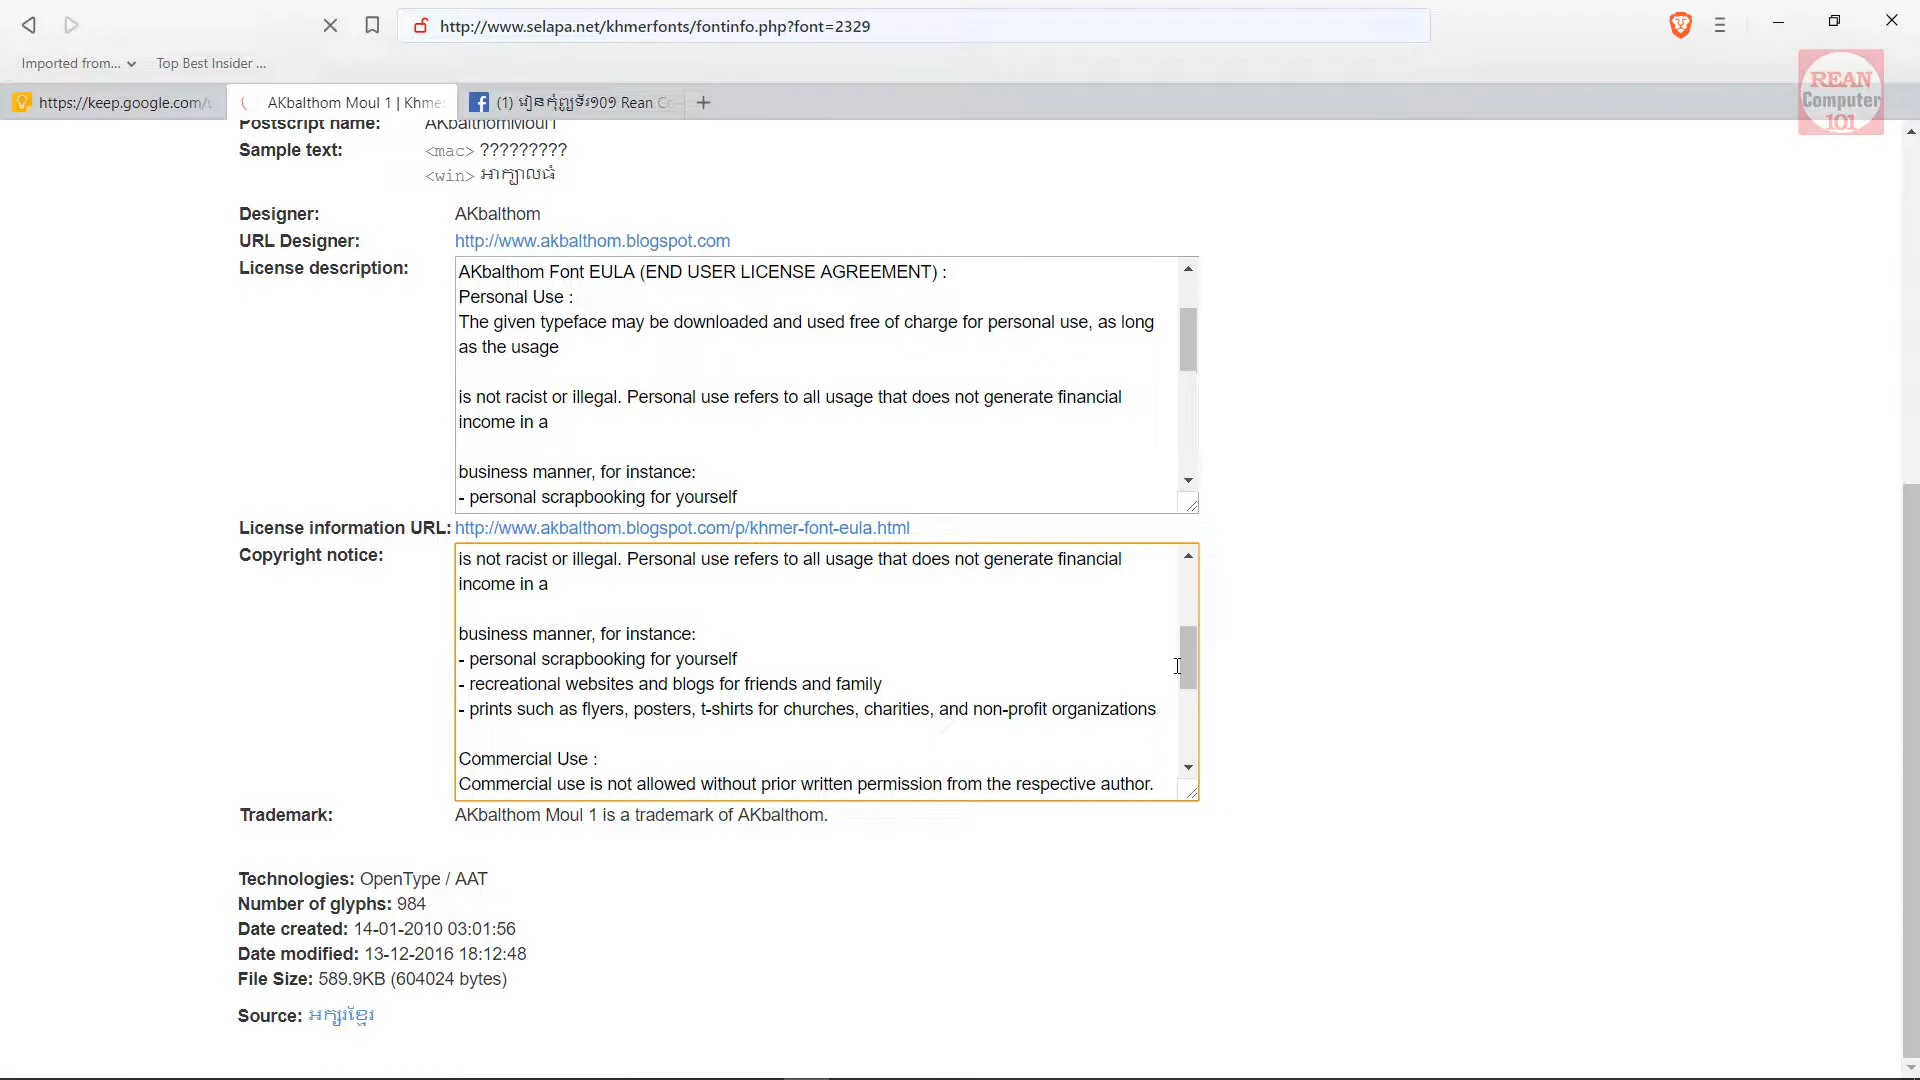 http://www.selapa.net/khmerfonts/fontinfo.php?font=2329
Imported from... Top Best Insider ...
https://keep.google.com/u
AKbalthom Moul 1 | Khme
(1) រៀនកុំព្យូទ័រ១០១ Rean Co
REAN
Computer
101
Postscript name: AKbalthomMoul1
Sample text: <mac> ?????????
<win> អាក្បាលធំ
Designer: AKbalthom
URL Designer: http://www.akbalthom.blogspot.com
License description: AKbalthom Font EULA (END USER LICENSE AGREEMENT) :
Personal Use :
The given typeface may be downloaded and used free of charge for personal use, as long
as the usage
is not racist or illegal. Personal use refers to all usage that does not generate financial
income in a
business manner, for instance:
- personal scrapbooking for yourself
License information URL: http://www.akbalthom.blogspot.com/p/khmer-font-eula.html
Copyright notice: is not racist or illegal. Personal use refers to all usage that does not generate financial
income in a
business manner, for instance:
- personal scrapbooking for yourself
- recreational websites and blogs for friends and family
- prints such as flyers, posters, t-shirts for churches, charities, and non-profit organizations
Commercial Use :
Commercial use is not allowed without prior written permission from the respective author.
Trademark: AKbalthom Moul 1 is a trademark of AKbalthom.
Technologies: OpenType / AAT
Number of glyphs: 984
Date created: 14-01-2010 03:01:56
Date modified: 13-12-2016 18:12:48
File Size: 589.9KB (604024 bytes)
Source: អក្សរខ្មែរ